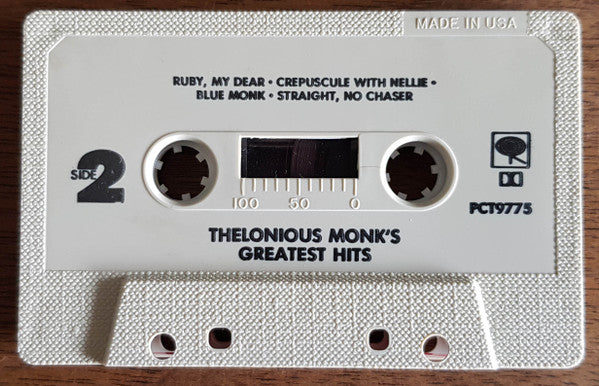 MADE IN USA
RUBY, MY DEAR • CREPUSCULE WITH NELLIE •
BLUE MONK • STRAIGHT, NO CHASER
SIDE 2
100 50 0
PCT9775
THELONIOUS MONK'S
GREATEST HITS